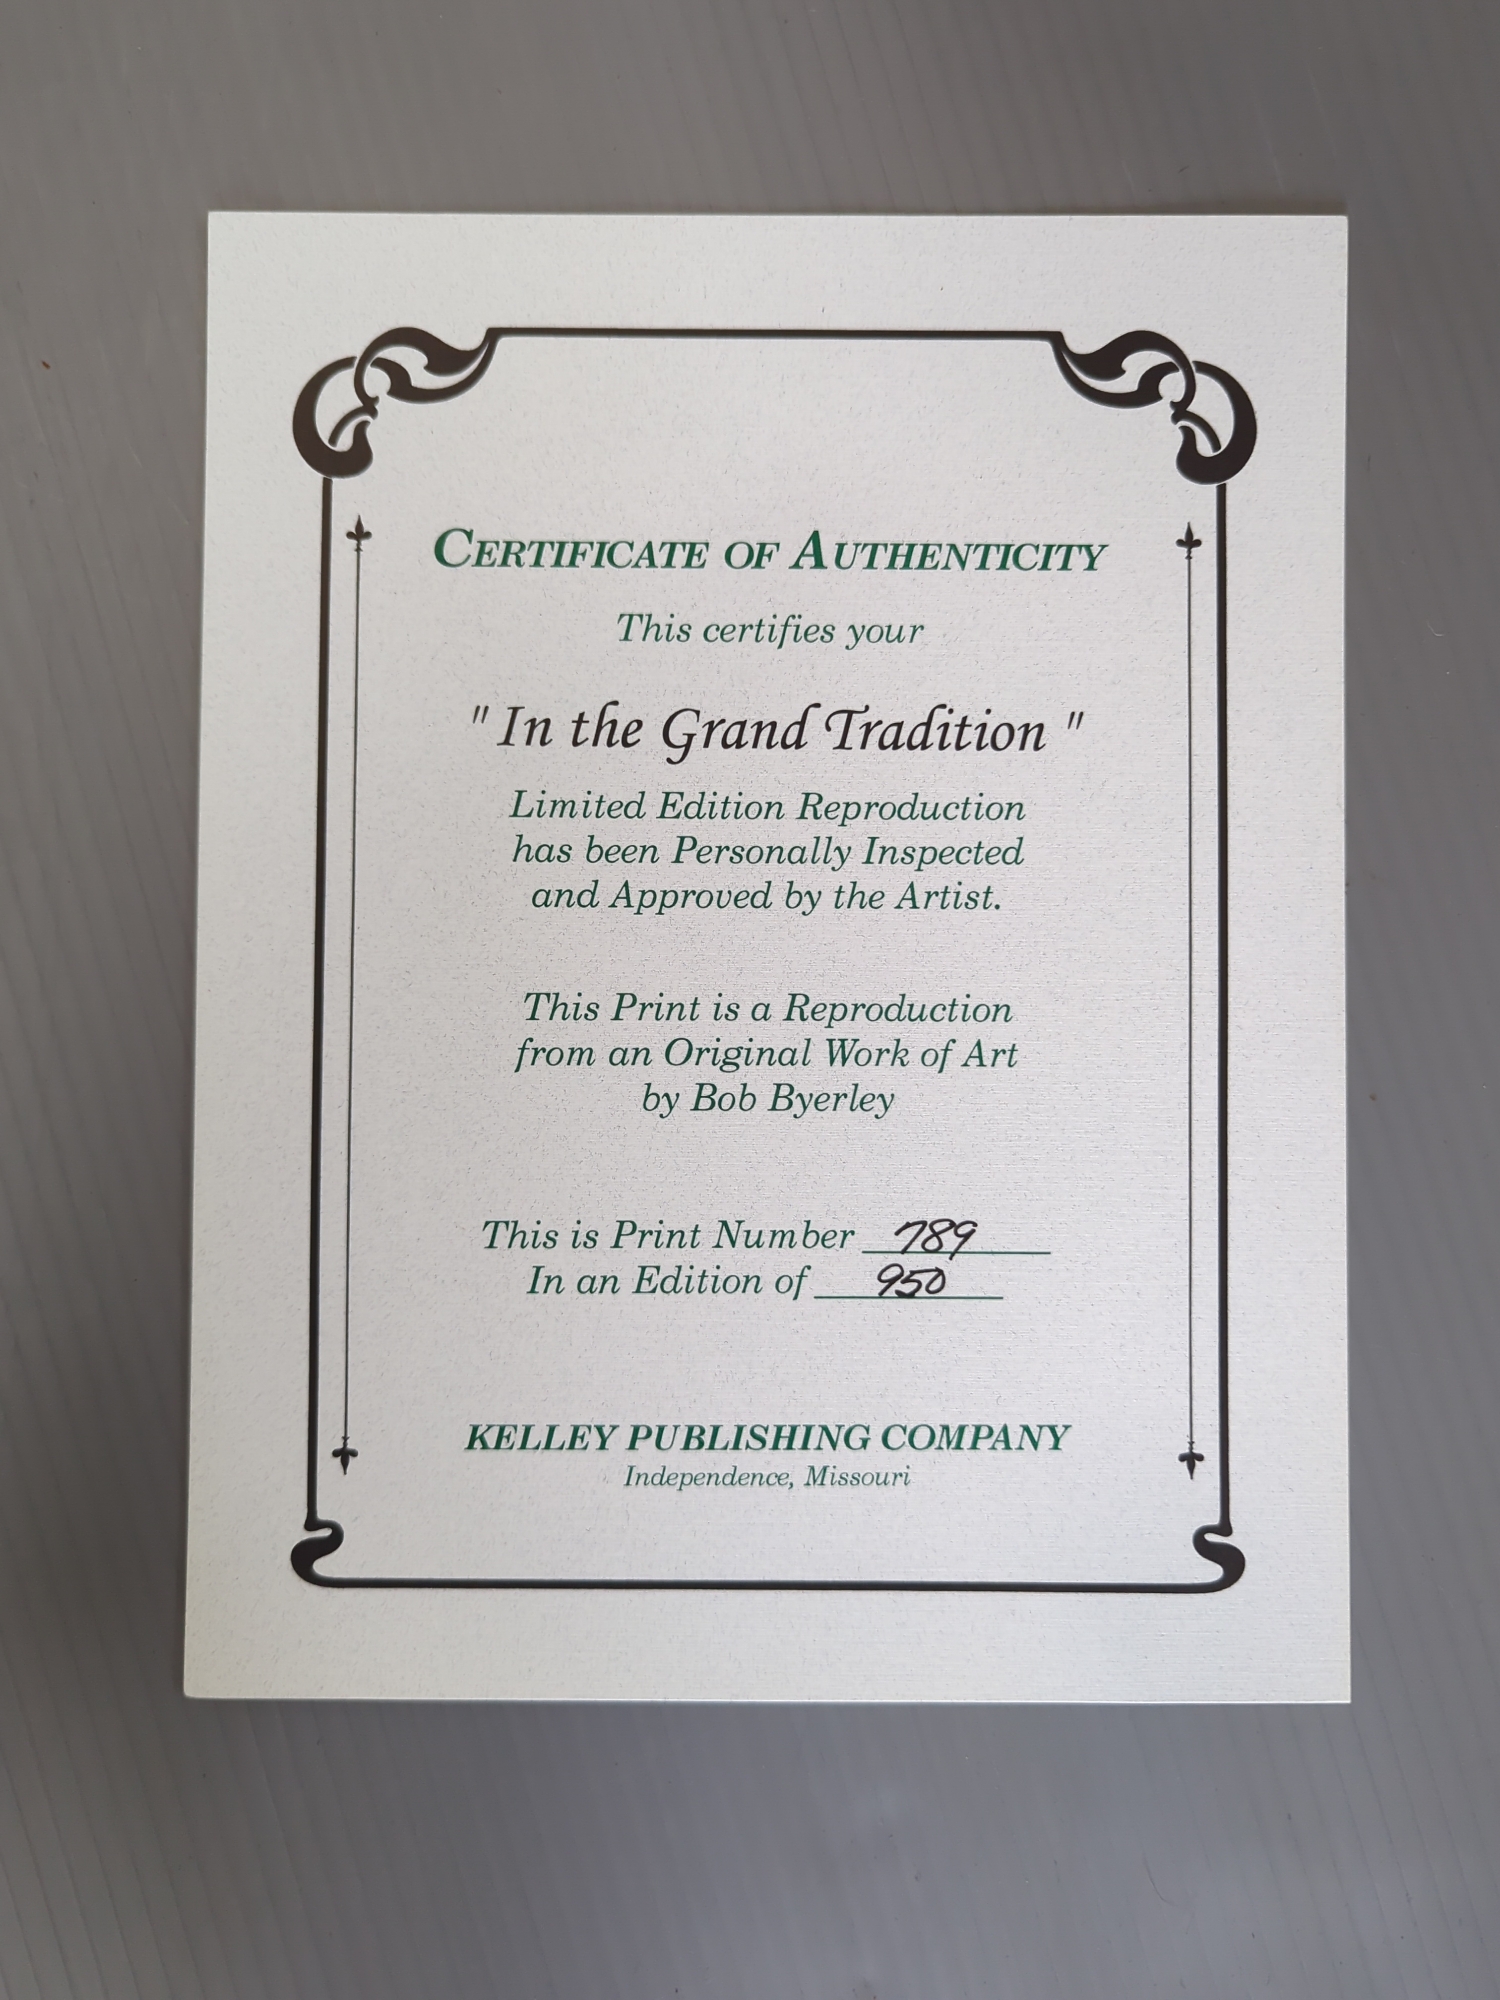 CERTIFICATE OF AUTHENTICITY
This certifies your
" In the Grand Tradition "
Limited Edition Reproduction
has been Personally Inspected
and Approved by the Artist.
This Print is a Reproduction
from an Original Work of Art
by Bob Byerley
This is Print Number 789
In an Edition of 950
KELLEY PUBLISHING COMPANY
Independence, Missouri